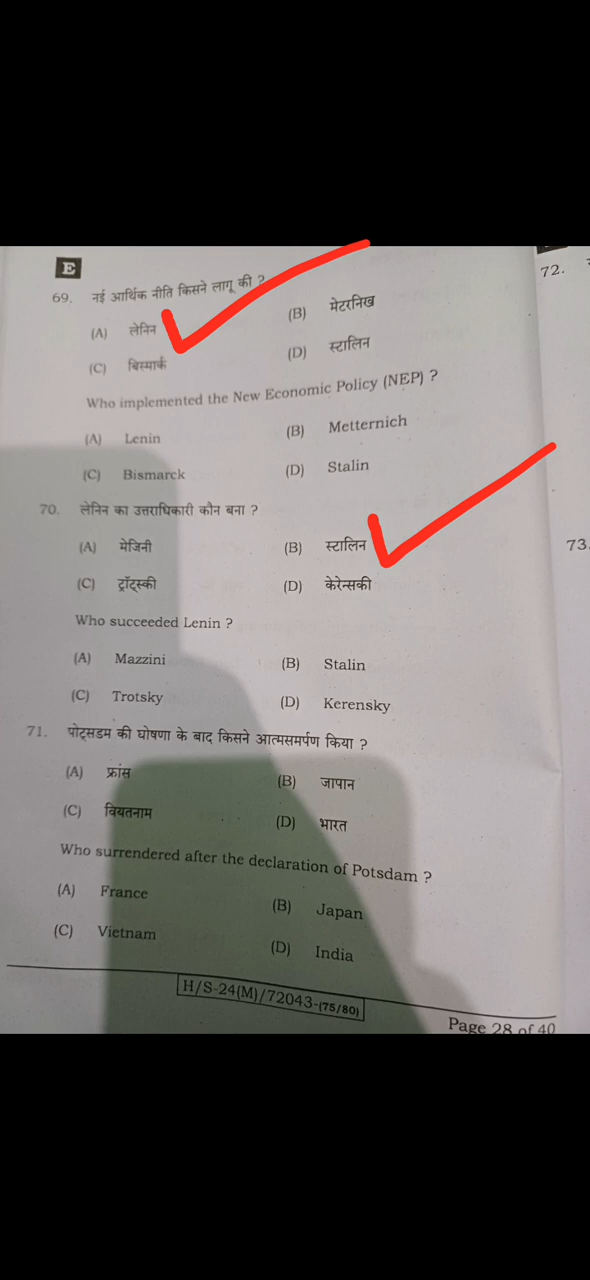 E
72.
69. नई आर्थिक नीति किसने लागू की ?
(A) लेनिन (B) मेटरनिख
(C) बिस्मार्क (D) स्टालिन
Who implemented the New Economic Policy (NEP) ?
(A) Lenin (B) Metternich
(C) Bismarck (D) Stalin
70. लेनिन का उत्तराधिकारी कौन बना ?
(A) मेजिनी (B) स्टालिन
73.
(C) ट्रॉट्स्की (D) केरेन्सकी
Who succeeded Lenin ?
(A) Mazzini (B) Stalin
(C) Trotsky (D) Kerensky
71. पोट्सडम की घोषणा के बाद किसने आत्मसमर्पण किया ?
(A) फ्रांस (B) जापान
(C) वियतनाम (D) भारत
Who surrendered after the declaration of Potsdam ?
(A) France (B) Japan
(C) Vietnam (D) India
H/S-24(M)/72043-(75/80)
Page 28 of 40